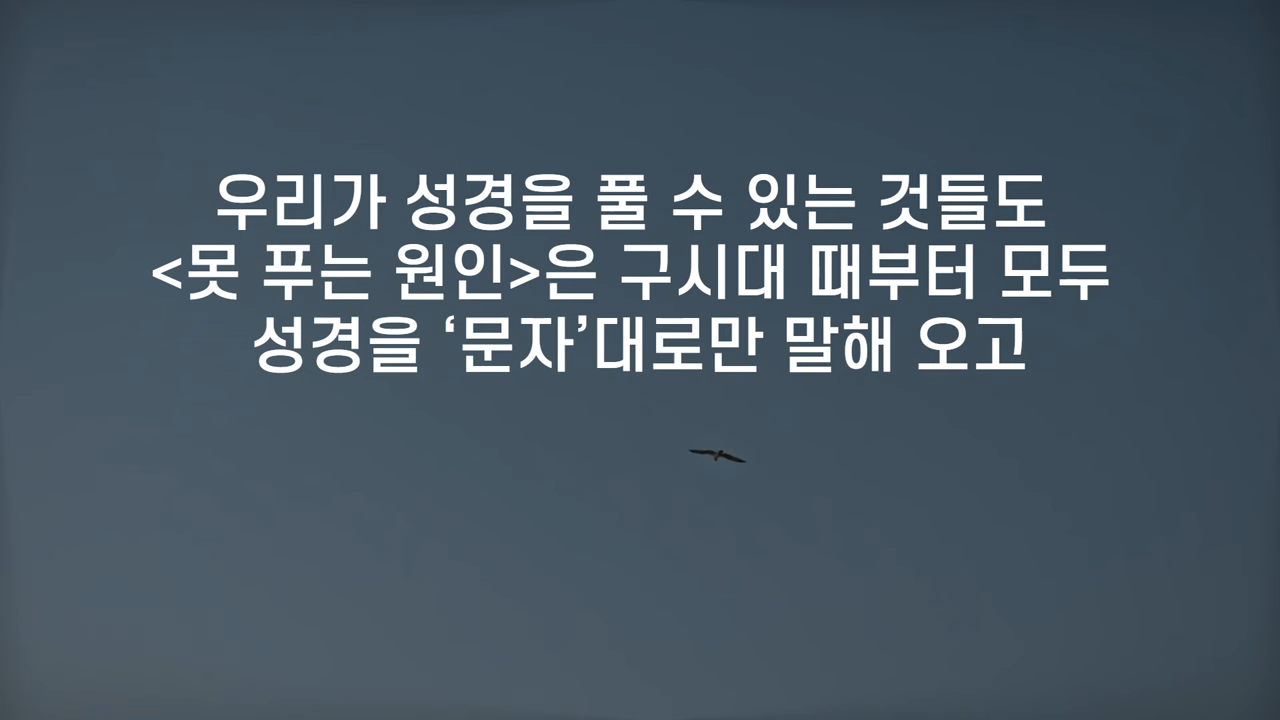 우리가 성경을 풀 수 있는 것들도
<못 푸는 원인>은 구시대 때부터 모두
성경을 ‘문자’대로만 말해 오고